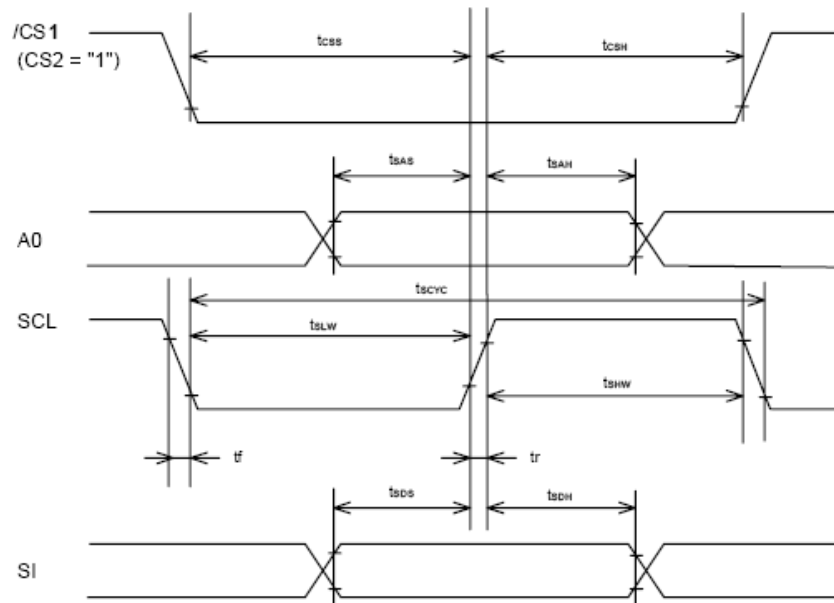 /CS1
(CS2 = "1")
tCSS
tCSH
tSAS
tSAH
A0
tSCYC
SCL
tSLW
tSHW
tf
tr
tSDS
tSDH
SI